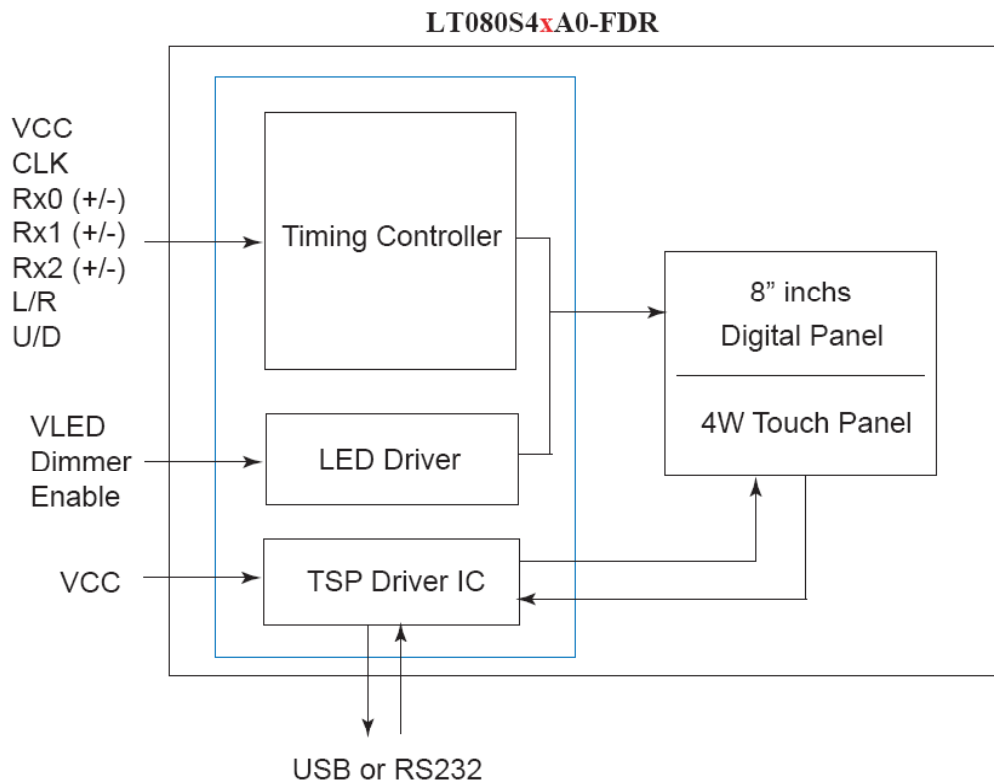 LT080S4xA0-FDR
VCC
CLK
Rx0 (+/-)
Rx1 (+/-)
Rx2 (+/-)
L/R
U/D
Timing Controller
8” inchs
Digital Panel
4W Touch Panel
VLED
Dimmer
Enable
LED Driver
VCC
TSP Driver IC
USB or RS232